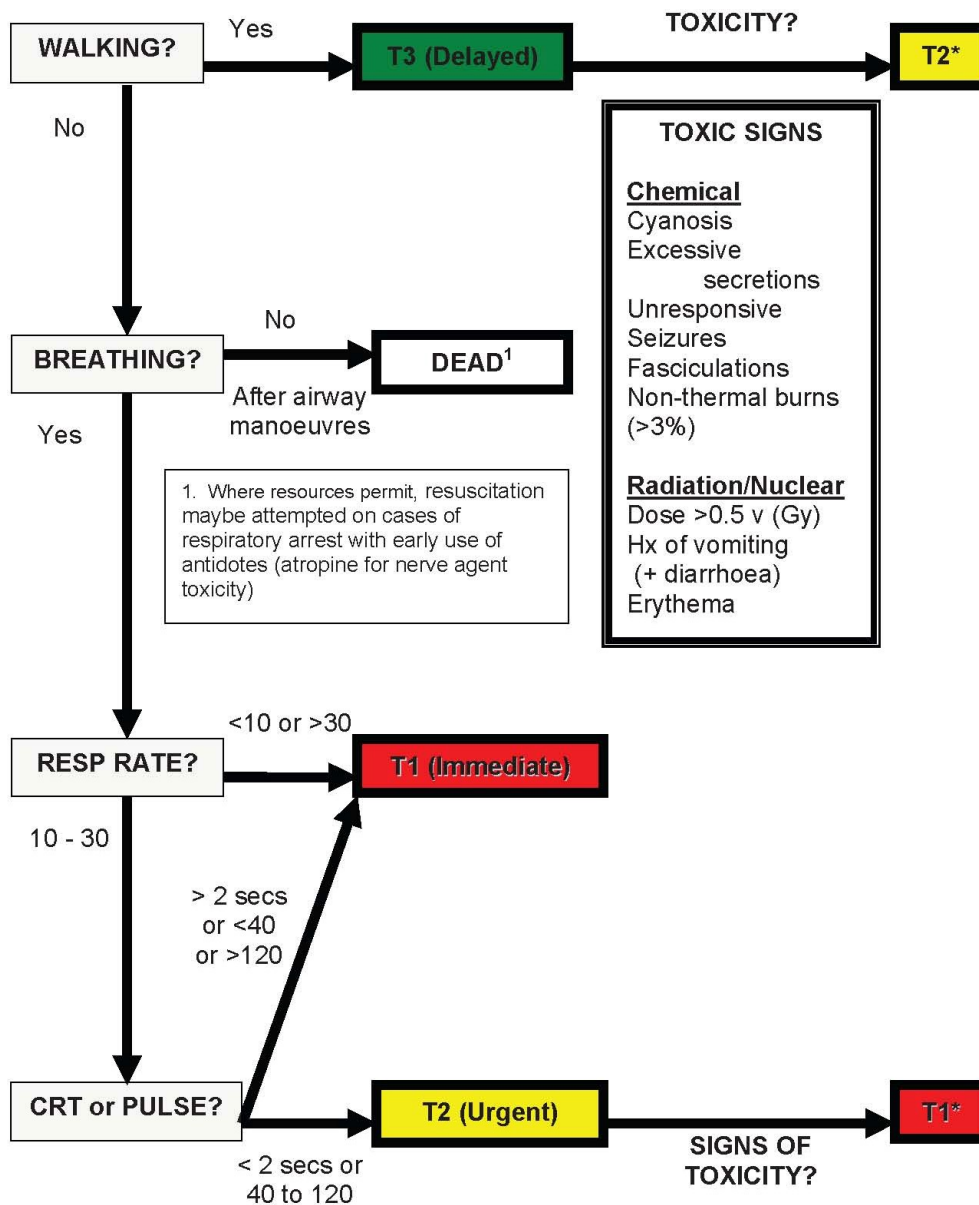 WALKING?
Yes
T3 (Delayed)
TOXICITY?
T2*
No
TOXIC SIGNS
Chemical
Cyanosis
Excessive
secretions
Unresponsive
Seizures
Fasciculations
Non-thermal burns
(>3%)
Radiation/Nuclear
Dose >0.5 v (Gy)
Hx of vomiting
(+ diarrhoea)
Erythema
BREATHING?
No
After airway
manoeuvres
DEAD¹
Yes
1. Where resources permit, resuscitation
maybe attempted on cases of
respiratory arrest with early use of
antidotes (atropine for nerve agent
toxicity)
RESP RATE?
<10 or >30
T1 (Immediate)
10 - 30
> 2 secs
or <40
or >120
CRT or PULSE?
< 2 secs or
40 to 120
T2 (Urgent)
SIGNS OF
TOXICITY?
T1*